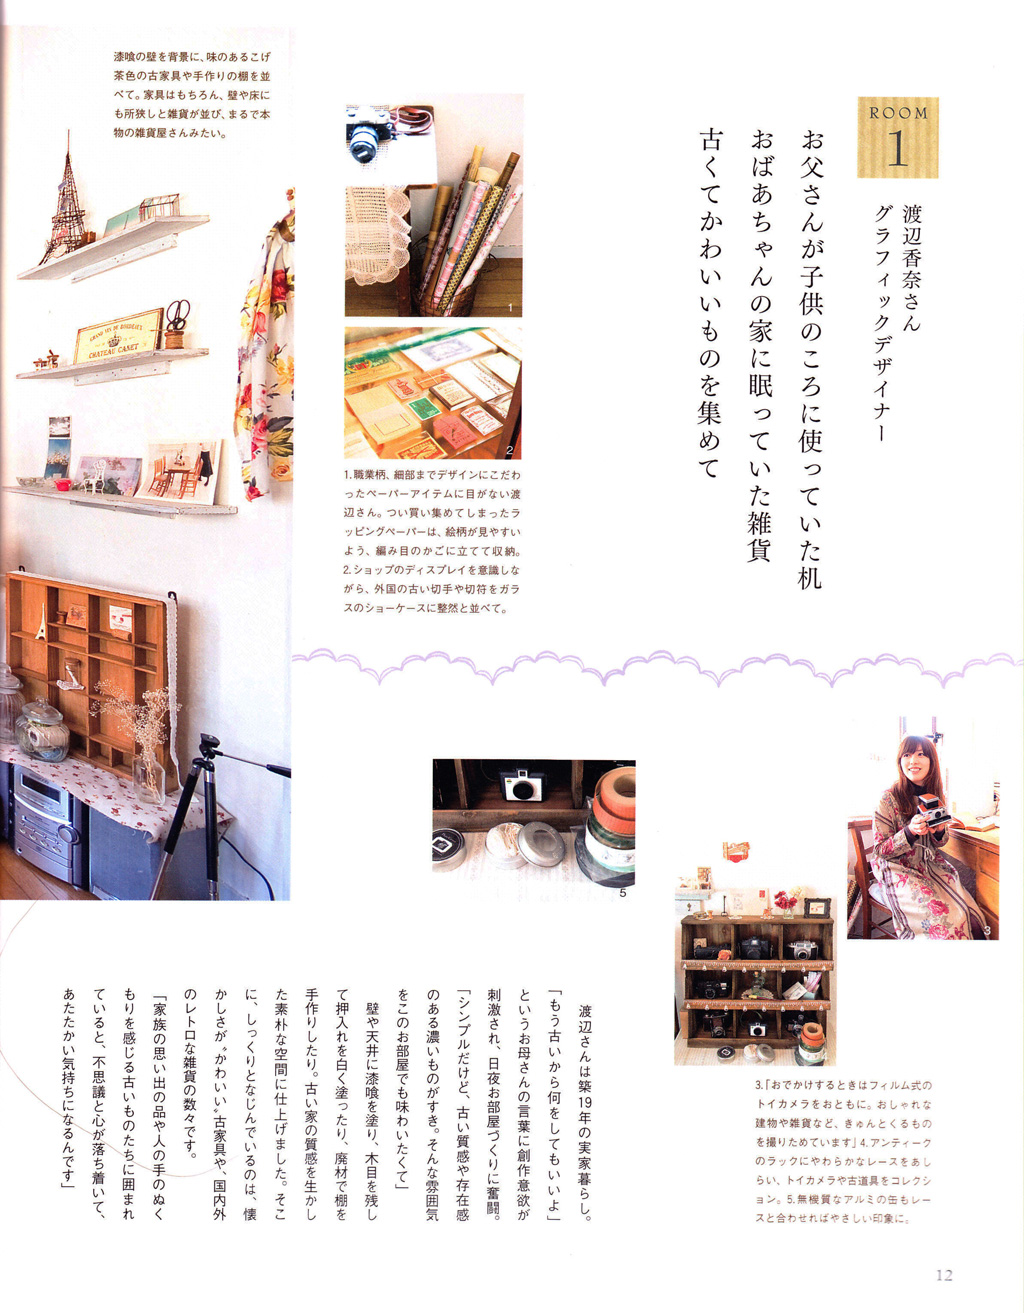 ROOM
1
渡辺香奈さん
グラフィックデザイナー
お父さんが子供のころに使っていた机
おばあちゃんの家に眠っていた雑貨
古くてかわいいものを集めて
漆喰の壁を背景に、味のあるこげ
茶色の古家具や手作りの棚を並
べて。家具はもちろん、壁や床に
も所狭しと雑貨が並び、まるで本
物の雑貨屋さんみたい。
GRAND VIN DE BORDEAUX
CHATEAU CANET
1
2
1.職業柄、細部までデザインにこだわ
ったペーパーアイテムに目がない渡
辺さん。つい買い集めてしまったラ
ッピングペーパーは、絵柄が見やすい
よう、編み目のかごに立てて収納。
2.ショップのディスプレイを意識しな
がら、外国の古い切手や切符をガラ
スのショーケースに整然と並べて。
5
3
渡辺さんは築19年の実家暮らし。
「もう古いから何をしてもいいよ」
というお母さんの言葉に創作意欲が
刺激され、日夜お部屋づくりに奮闘。
「シンプルだけど、古い質感や存在感
のある濃いものがすき。そんな雰囲気
をこのお部屋でも味わいたくて」
壁や天井に漆喰を塗り、木目を残し
て押入れを白く塗ったり、廃材で棚を
手作りしたり。古い家の質感を生かし
た素朴な空間に仕上げました。そこ
に、しっくりとなじんでいるのは、懐
かしさが〝かわいい〟古家具や、国内外
のレトロな雑貨の数々です。
「家族の思い出の品や人の手のぬく
もりを感じる古いものたちに囲まれ
ていると、不思議と心が落ち着いて、
あたたかい気持ちになるんです」
3.「おでかけするときはフィルム式の
トイカメラをおともに。おしゃれな
建物や雑貨など、きゅんとくるもの
を撮りためています」4.アンティーク
のラックにやわらかなレースをあし
らい、トイカメラや古道具をコレクシ
ョン。5.無機質なアルミの缶もレー
スと合わせればやさしい印象に。
12